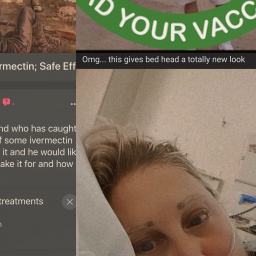 rmectin; Safe Eff
nd who has caught
f some ivermectin
it and he would lik
ake it for and how
treatments
D YOUR VACC
Omg... this gives bed head a totally new look